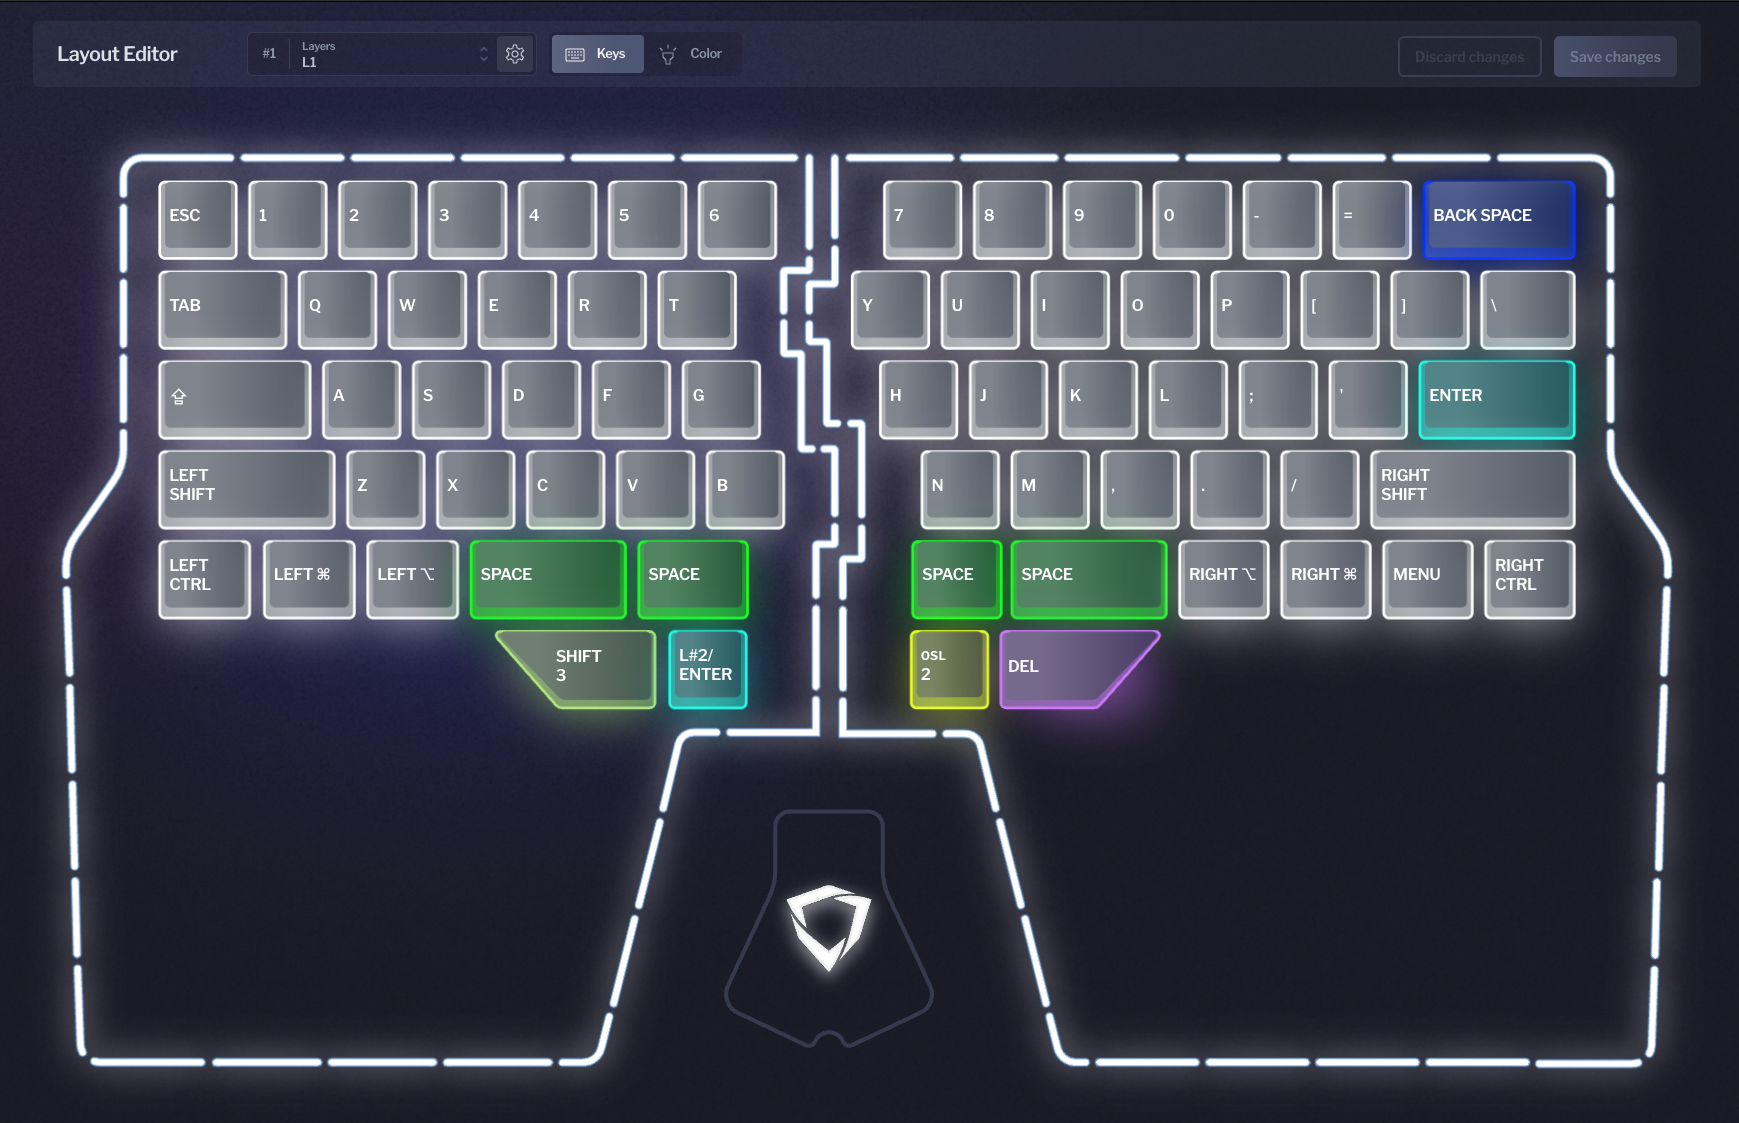 Layout Editor
#1
Layers
L1
Keys
Color
Discard changes
Save changes
ESC 1 2 3 4 5 6 7 8 9 0 - = BACK SPACE
TAB Q W E R T Y U I O P [ ] \
⇪ A S D F G H J K L ; ' ENTER
LEFT
SHIFT
Z X C V B N M , . /
RIGHT
SHIFT
LEFT
CTRL
LEFT ⌘
LEFT ⌥
SPACE
SPACE
SPACE
SPACE
RIGHT ⌥
RIGHT ⌘
MENU
RIGHT
CTRL
SHIFT
3
L#2/
ENTER
OSL
2
DEL